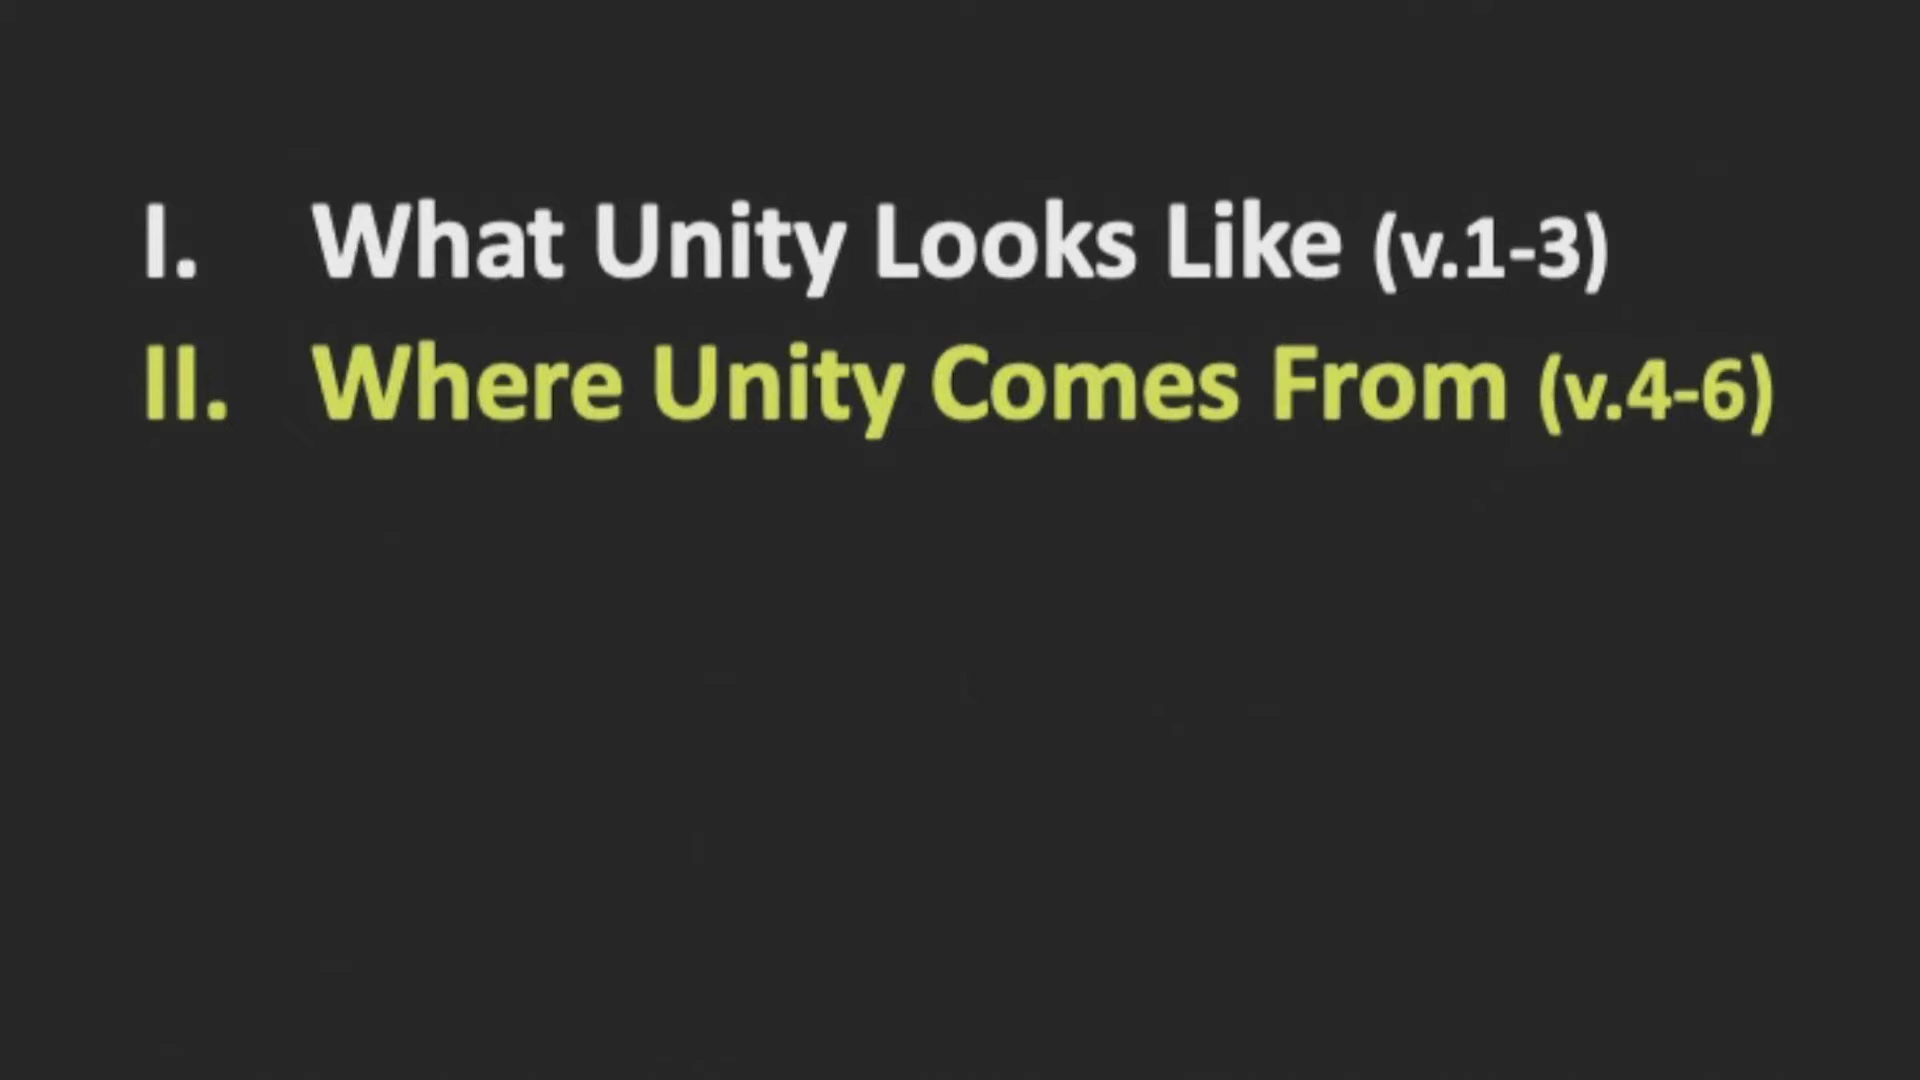 I. What Unity Looks Like (v.1-3)
II. Where Unity Comes From (v.4-6)